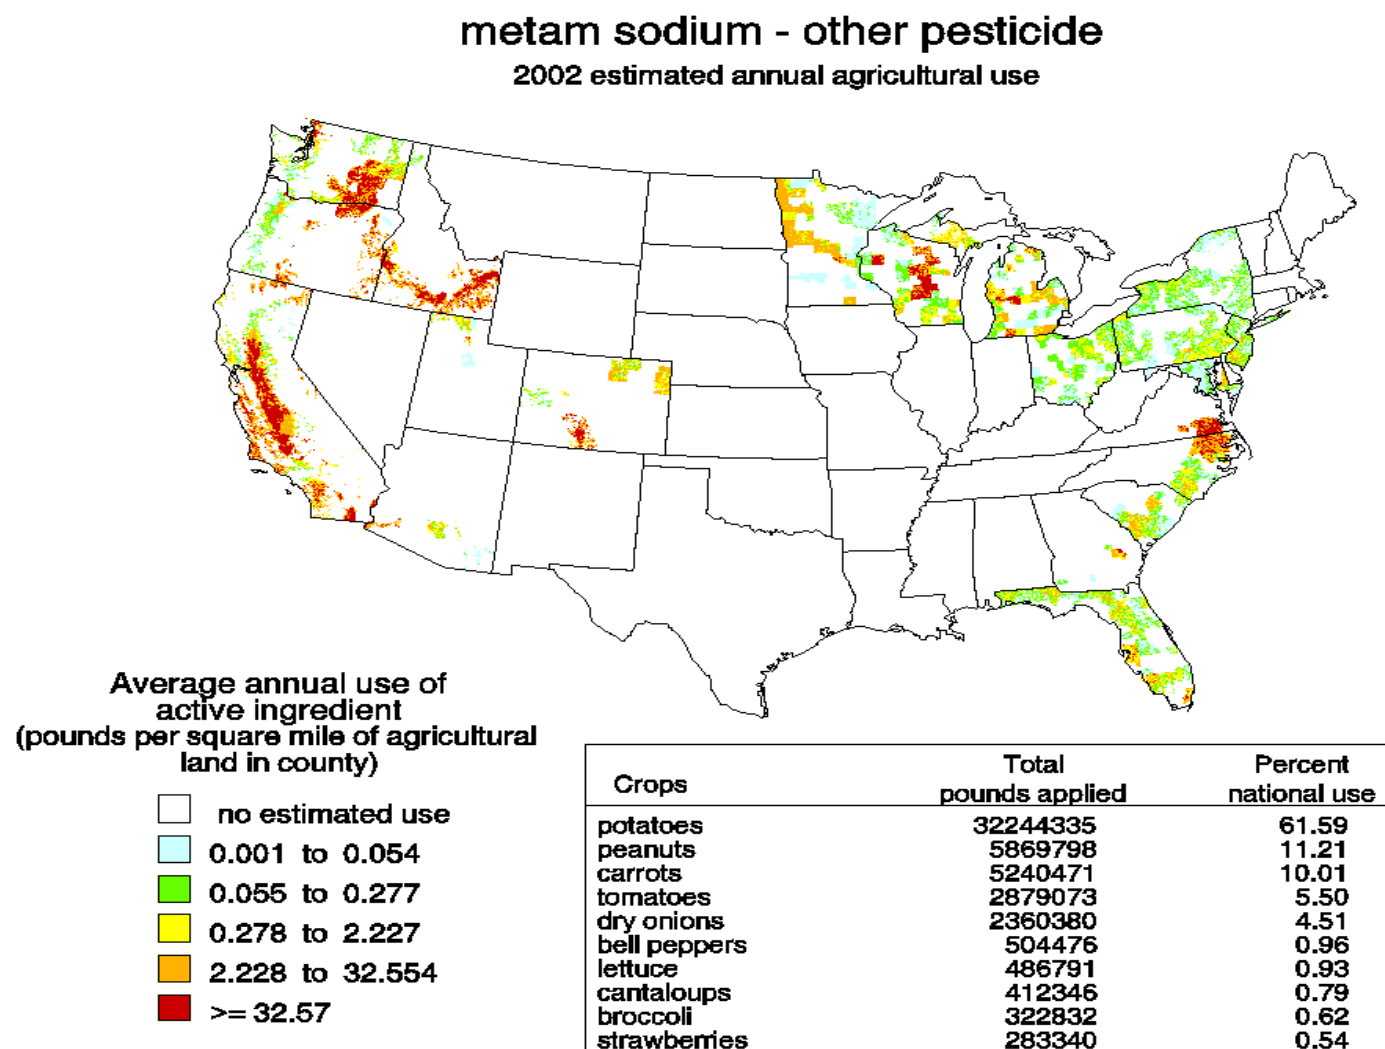 metam sodium - other pesticide
2002 estimated annual agricultural use
Average annual use of
active ingredient
(pounds per square mile of agricultural
land in county)
no estimated use
0.001 to 0.054
0.055 to 0.277
0.278 to 2.227
2.228 to 32.554
>= 32.57
Crops Total pounds applied Percent national use
potatoes 32244335 61.59
peanuts 5869798 11.21
carrots 5240471 10.01
tomatoes 2879073 5.50
dry onions 2360380 4.51
bell peppers 504476 0.96
lettuce 486791 0.93
cantaloups 412346 0.79
broccoli 322832 0.62
strawberries 283340 0.54